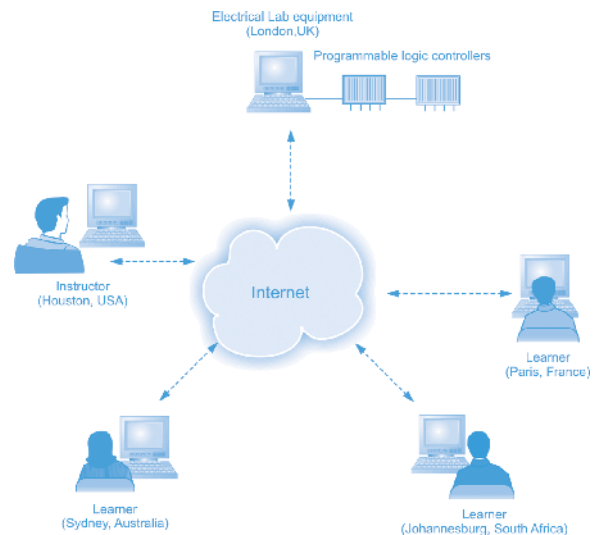 Electrical Lab equipment
(London,UK)
Programmable logic controllers
Instructor
(Houston, USA)
Internet
Learner
(Paris, France)
Learner
(Sydney, Australia)
Learner
(Johannesburg, South Africa)